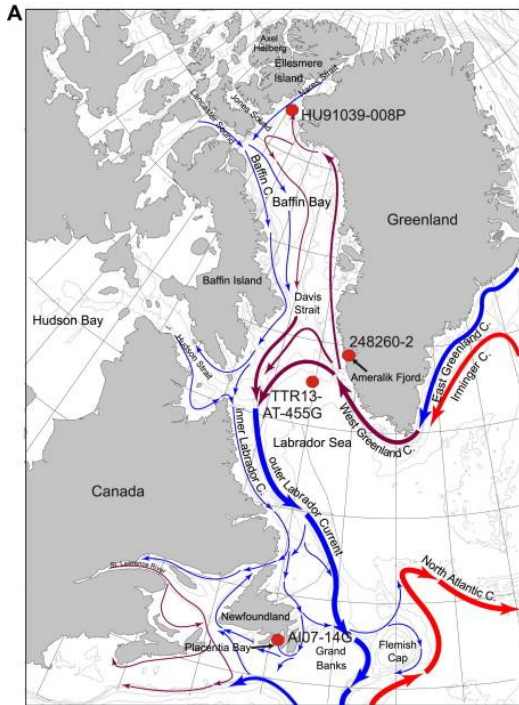 A
Axel
Heilberg
Ellesmere
Island
Nares Strait
Jones Sound
Lancaster Sound
HU91039-008P
Baffin C.
Baffin Bay
Greenland
Baffin Island
Davis
Strait
Hudson Bay
Hudson Strait
248260-2
Ameralik Fjord
East Greenland C.
Irminger C.
TTR13-
AT-455G
West Greenland C.
Labrador Sea
inner Labrador C.
outer Labrador Current
Canada
St. Lawrence River
North Atlantic C.
Newfoundland
AI07-14G
Placentia Bay
Grand
Banks
Flemish
Cap